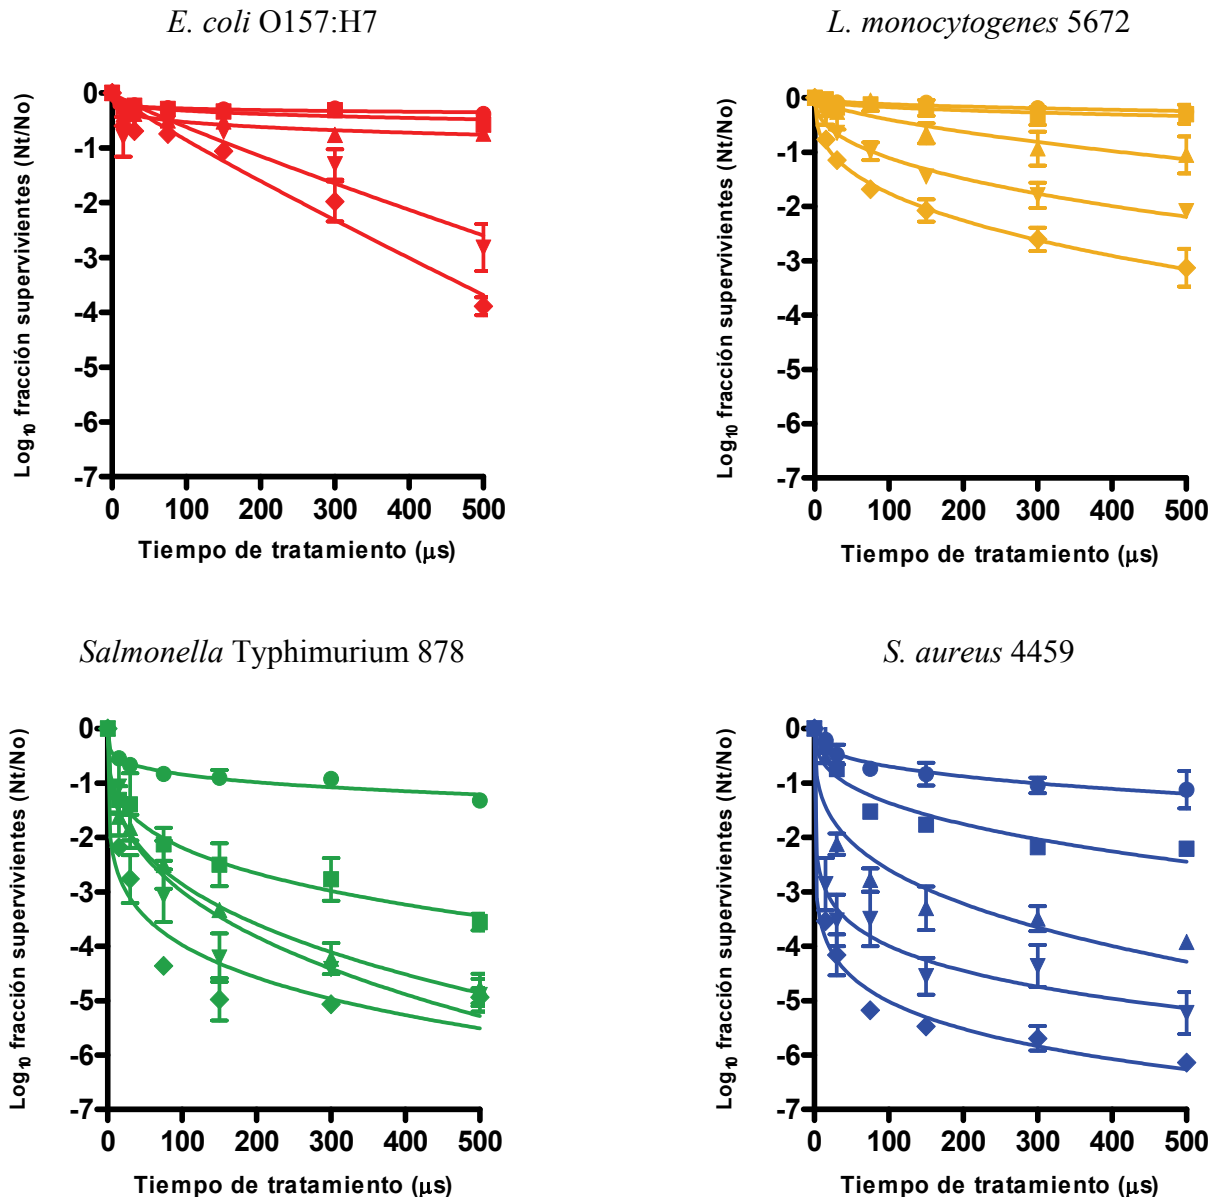 E. coli O157:H7
L. monocytogenes 5672
Log10 fracción supervivientes (Nt/No)
0
-1
-2
-3
-4
-5
-6
-7
0 100 200 300 400 500
Tiempo de tratamiento (μs)
Log10 fracción supervivientes (Nt/No)
0
-1
-2
-3
-4
-5
-6
-7
0 100 200 300 400 500
Tiempo de tratamiento (μs)
Salmonella Typhimurium 878
S. aureus 4459
Log10 fracción supervivientes (Nt/No)
0
-1
-2
-3
-4
-5
-6
-7
0 100 200 300 400 500
Tiempo de tratamiento (μs)
Log10 fracción supervivientes (Nt/No)
0
-1
-2
-3
-4
-5
-6
-7
0 100 200 300 400 500
Tiempo de tratamiento (μs)